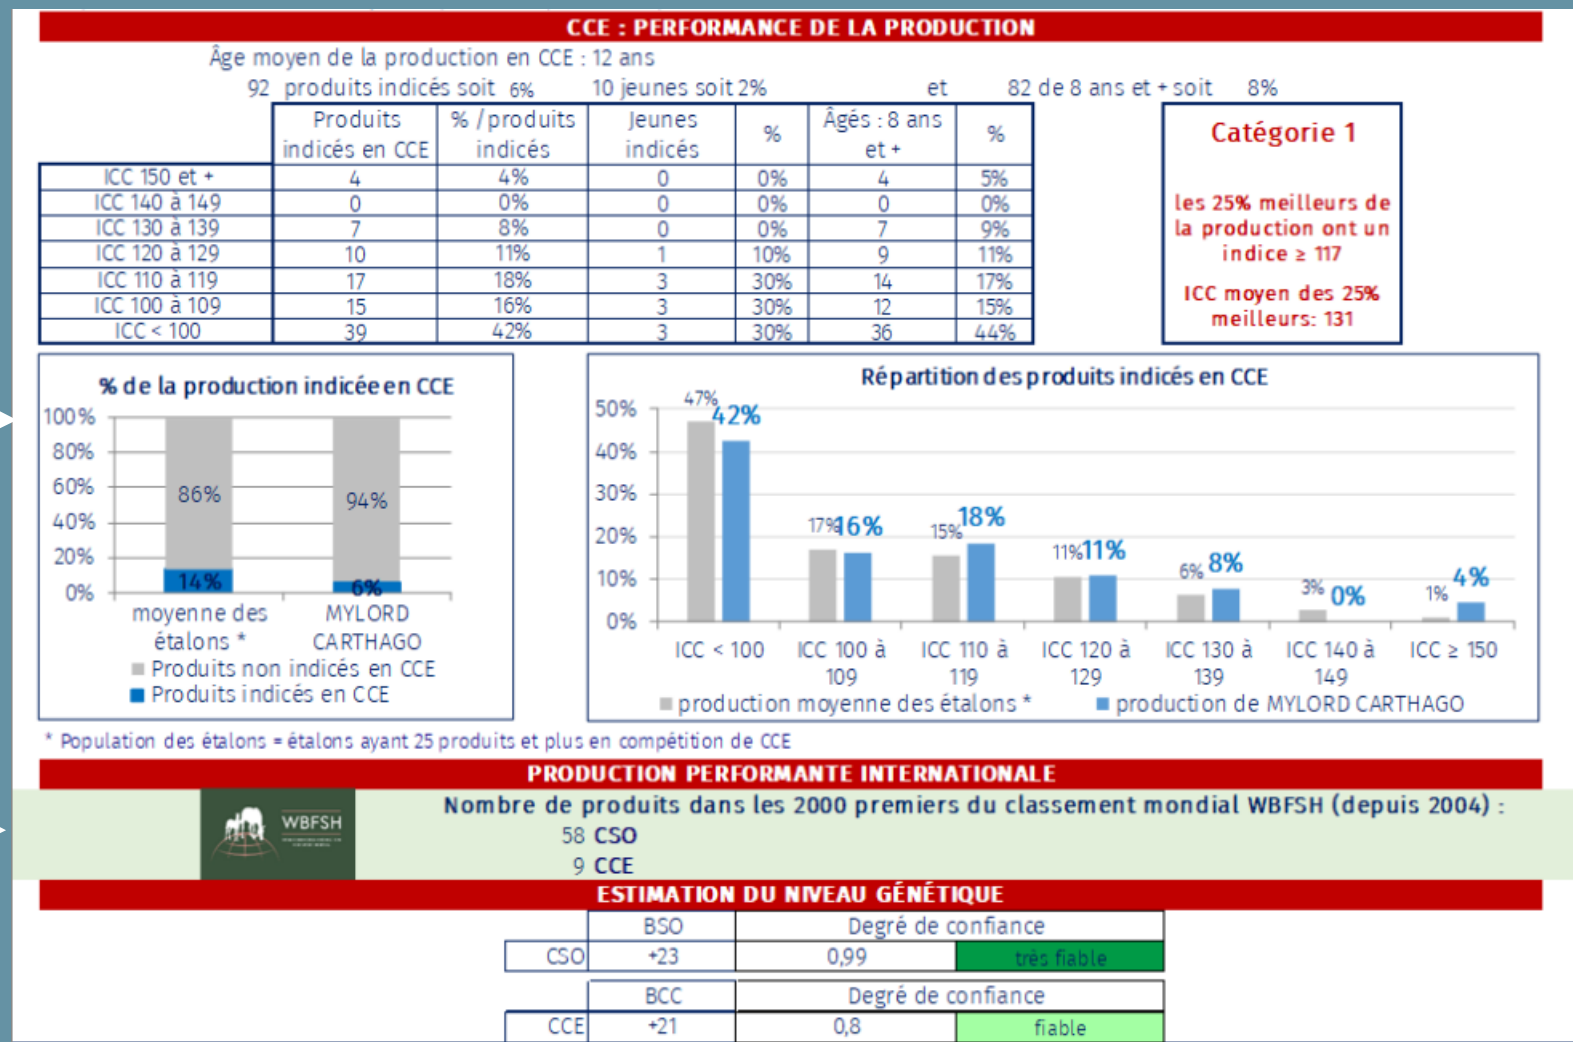 CCE : PERFORMANCE DE LA PRODUCTION
Âge moyen de la production en CCE : 12 ans
92 produits indicés soit 6% 10 jeunes soit 2% et 82 de 8 ans et + soit 8%
Produits indicés en CCE % / produits indicés Jeunes indicés % Âgés : 8 ans et + %
ICC 150 et + 4 4% 0 0% 4 5%
ICC 140 à 149 0 0% 0 0% 0 0%
ICC 130 à 139 7 8% 0 0% 7 9%
ICC 120 à 129 10 11% 1 10% 9 11%
ICC 110 à 119 17 18% 3 30% 14 17%
ICC 100 à 109 15 16% 3 30% 12 15%
ICC < 100 39 42% 3 30% 36 44%
Catégorie 1
les 25% meilleurs de
la production ont un
indice ≥ 117
ICC moyen des 25%
meilleurs: 131
% de la production indicée en CCE
100%
80%
60%
40%
20%
0%
86% 94%
14% 6%
moyenne des étalons * MYLORD CARTHAGO
Produits non indicés en CCE
Produits indicés en CCE
Répartition des produits indicés en CCE
50%
40%
30%
20%
10%
0%
47% 42%
17% 16%
15% 18%
11% 11%
6% 8%
3% 0%
1% 4%
ICC < 100 ICC 100 à 109 ICC 110 à 119 ICC 120 à 129 ICC 130 à 139 ICC 140 à 149 ICC ≥ 150
production moyenne des étalons * production de MYLORD CARTHAGO
* Population des étalons = étalons ayant 25 produits et plus en compétition de CCE
PRODUCTION PERFORMANTE INTERNATIONALE
WBFSH
Nombre de produits dans les 2000 premiers du classement mondial WBFSH (depuis 2004) :
58 CSO
9 CCE
ESTIMATION DU NIVEAU GÉNÉTIQUE
BSO Degré de confiance
CSO +23 0,99 très fiable
BCC Degré de confiance
CCE +21 0,8 fiable